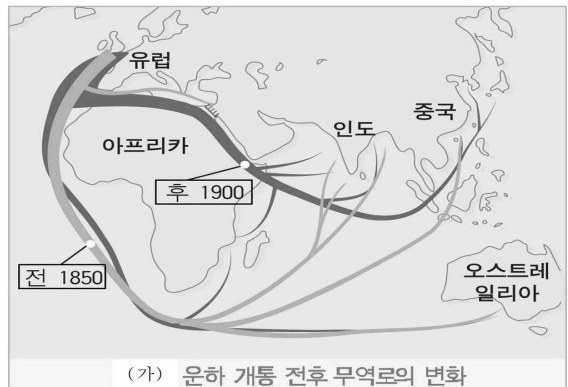 유럽
중국
인도
아프리카
후 1900
전 1850
오스트레
일리아
(가) 운하 개통 전후 무역로의 변화